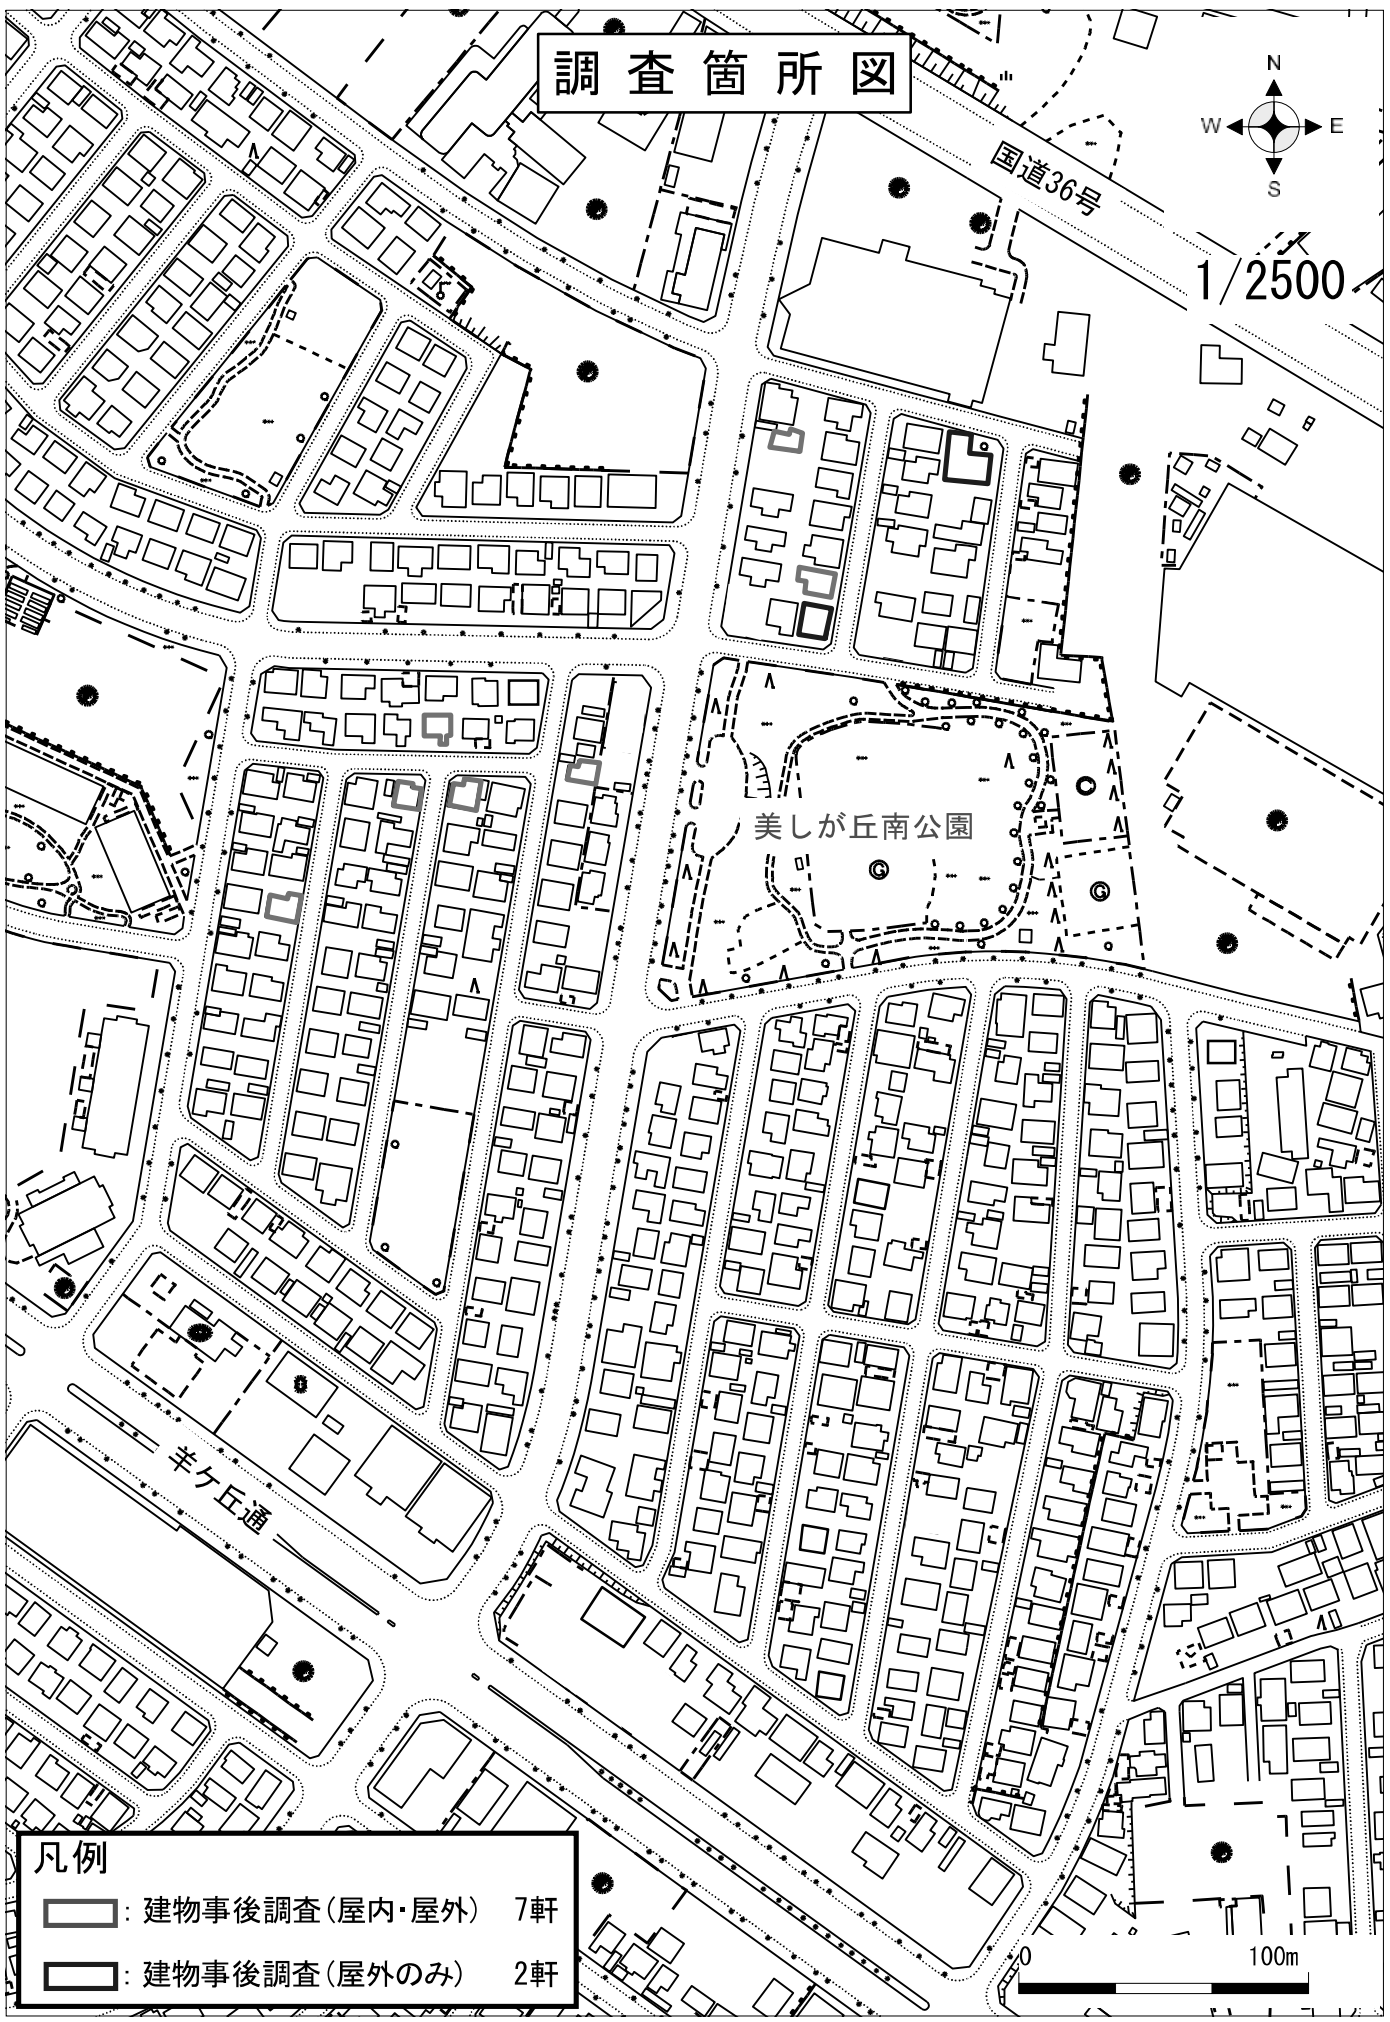 調査箇所図
N
W E
S
国道36号
1/2500
美しが丘南公園
羊ケ丘通
凡例
：建物事後調査（屋内・屋外） 7軒
：建物事後調査（屋外のみ） 2軒
0 100m